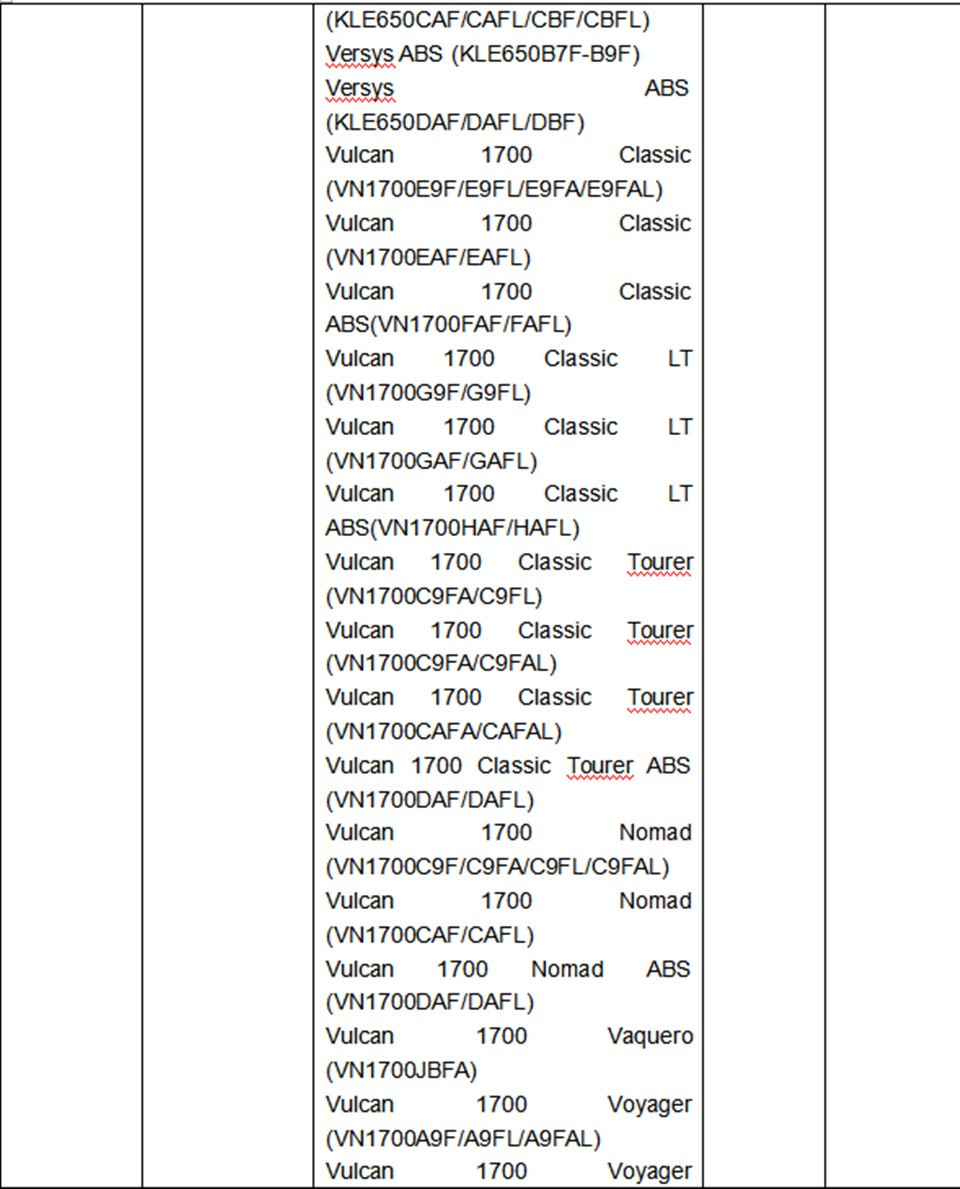 (KLE650CAF/CAFL/CBF/CBFL)
Versys ABS (KLE650B7F-B9F)
Versys ABS
(KLE650DAF/DAFL/DBF)
Vulcan 1700 Classic
(VN1700E9F/E9FL/E9FA/E9FAL)
Vulcan 1700 Classic
(VN1700EAF/EAFL)
Vulcan 1700 Classic
ABS(VN1700FAF/FAFL)
Vulcan 1700 Classic LT
(VN1700G9F/G9FL)
Vulcan 1700 Classic LT
(VN1700GAF/GAFL)
Vulcan 1700 Classic LT
ABS(VN1700HAF/HAFL)
Vulcan 1700 Classic Tourer
(VN1700C9FA/C9FL)
Vulcan 1700 Classic Tourer
(VN1700C9FA/C9FAL)
Vulcan 1700 Classic Tourer
(VN1700CAFA/CAFAL)
Vulcan 1700 Classic Tourer ABS
(VN1700DAF/DAFL)
Vulcan 1700 Nomad
(VN1700C9F/C9FA/C9FL/C9FAL)
Vulcan 1700 Nomad
(VN1700CAF/CAFL)
Vulcan 1700 Nomad ABS
(VN1700DAF/DAFL)
Vulcan 1700 Vaquero
(VN1700JBFA)
Vulcan 1700 Voyager
(VN1700A9F/A9FL/A9FAL)
Vulcan 1700 Voyager